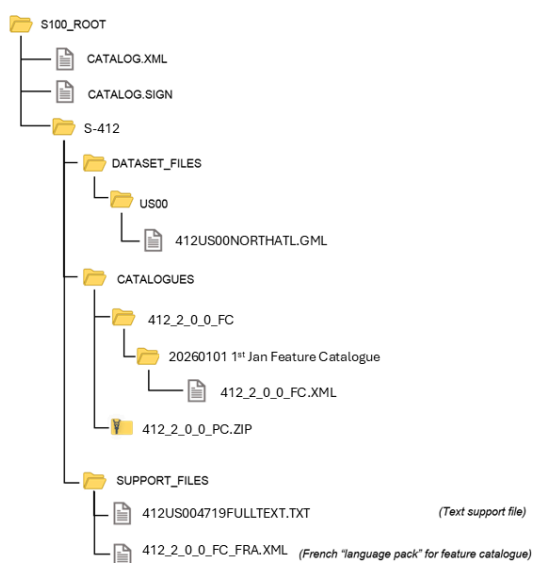 S100_ROOT
CATALOG.XML
CATALOG.SIGN
S-412
DATASET_FILES
US00
412US00NORTHATL.GML
CATALOGUES
412_2_0_0_FC
20260101 1st Jan Feature Catalogue
412_2_0_0_FC.XML
412_2_0_0_PC.ZIP
SUPPORT_FILES
412US004719FULLTEXT.TXT (Text support file)
412_2_0_0_FC_FRA.XML (French “language pack” for feature catalogue)